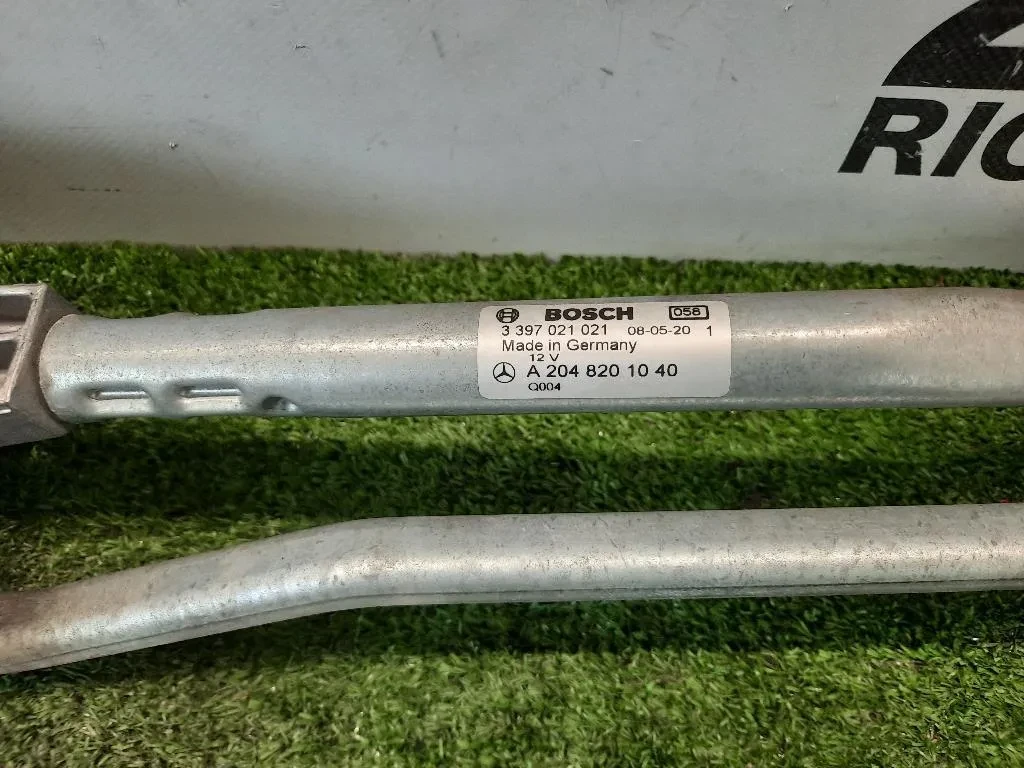 RIC
BOSCH 058
3 397 021 021 08-05-20 1
Made in Germany
12 V
A 204 820 10 40
Q004